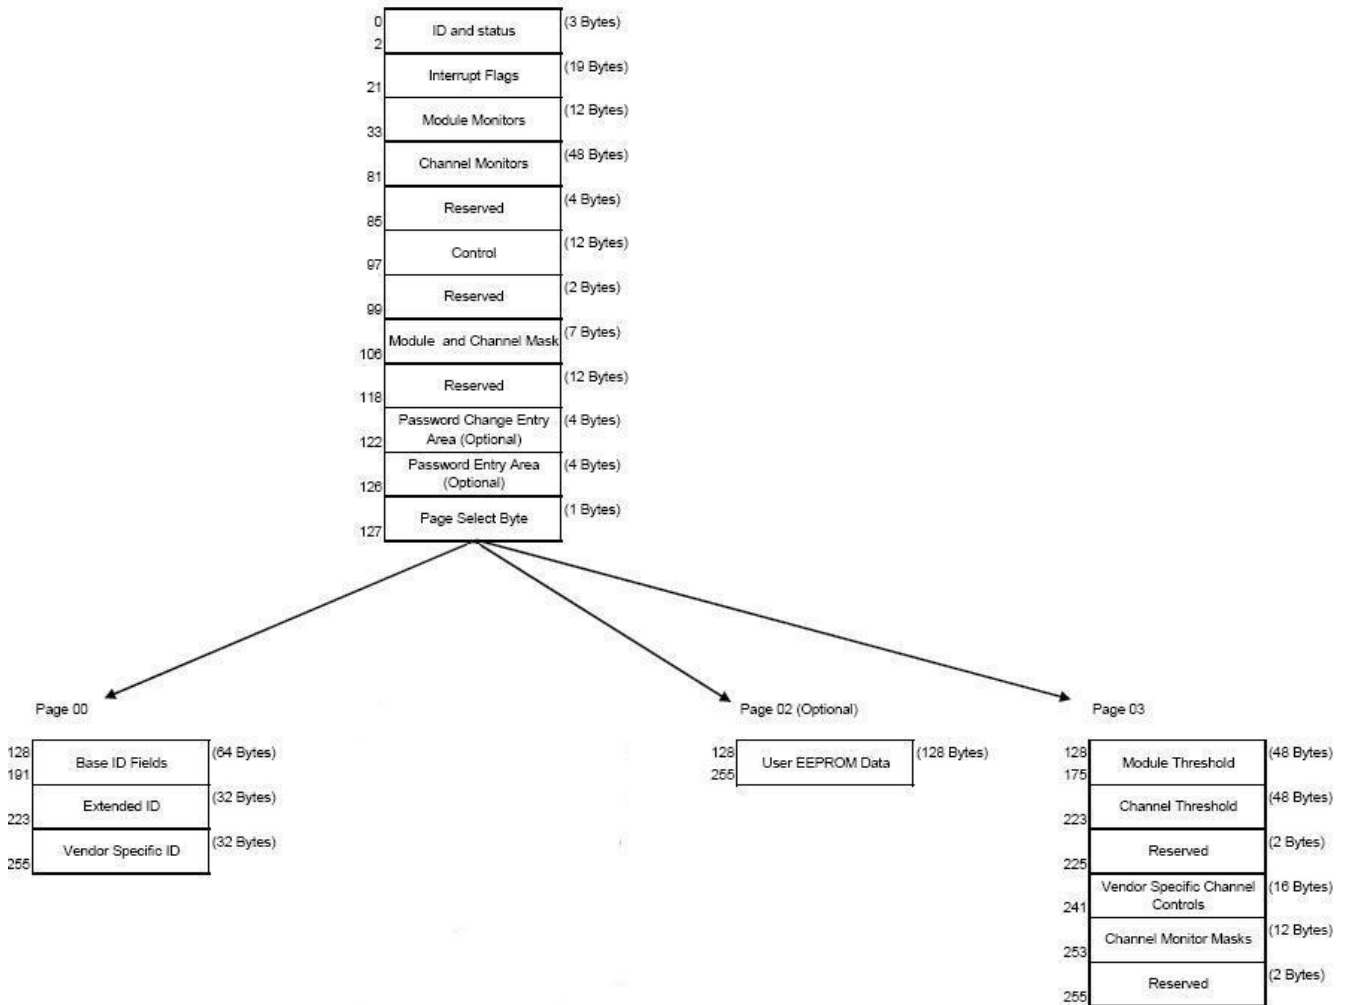 0
ID and status
(3 Bytes)
2
Interrupt Flags
(19 Bytes)
21
Module Monitors
(12 Bytes)
33
Channel Monitors
(48 Bytes)
81
Reserved
(4 Bytes)
85
Control
(12 Bytes)
97
Reserved
(2 Bytes)
99
Module and Channel Mask
(7 Bytes)
106
Reserved
(12 Bytes)
118
Password Change Entry
Area (Optional)
(4 Bytes)
122
Password Entry Area
(Optional)
(4 Bytes)
126
Page Select Byte
(1 Bytes)
127
Page 00
128
Base ID Fields
(64 Bytes)
191
Extended ID
(32 Bytes)
223
Vendor Specific ID
(32 Bytes)
255
Page 02 (Optional)
128
User EEPROM Data
(128 Bytes)
255
Page 03
128
Module Threshold
(48 Bytes)
175
Channel Threshold
(48 Bytes)
223
Reserved
(2 Bytes)
225
Vendor Specific Channel
Controls
(16 Bytes)
241
Channel Monitor Masks
(12 Bytes)
253
Reserved
(2 Bytes)
255